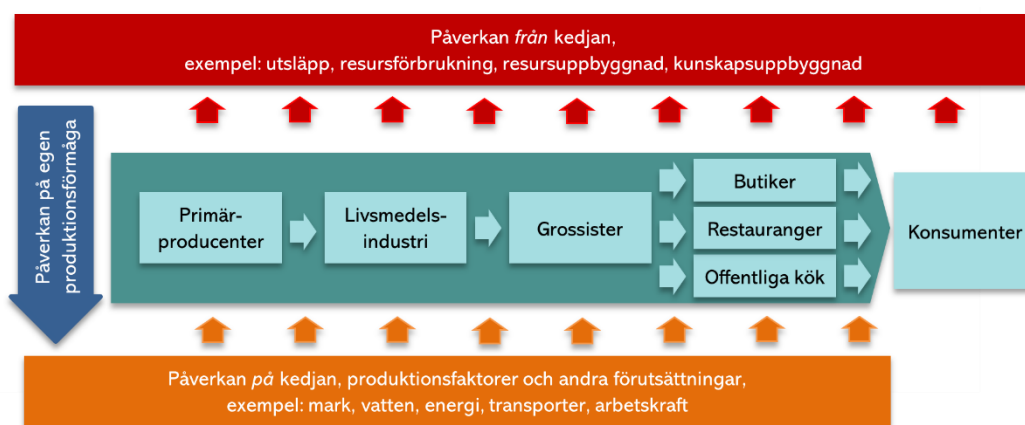 Påverkan från kedjan,
exempel: utsläpp, resursförbrukning, resursuppbyggnad, kunskapsuppbyggnad
Påverkan på egen
produktionsförmåga
Primär-
producenter
Livsmedels-
industri
Grossister
Butiker
Restauranger
Offentliga kök
Konsumenter
Påverkan på kedjan, produktionsfaktorer och andra förutsättningar,
exempel: mark, vatten, energi, transporter, arbetskraft